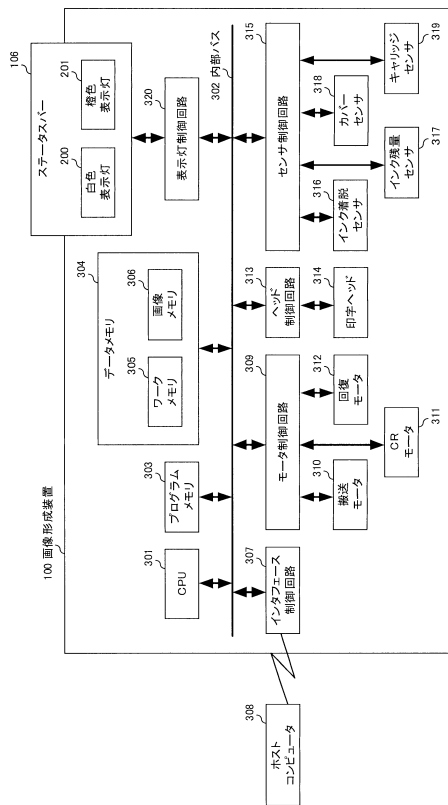 100 画像形成装置
106
ステータスバー
200
白色
表示灯
201
橙色
表示灯
304
データメモリ
305
ワーク
メモリ
306
画像
メモリ
320
表示灯制御回路
301
CPU
303
プログラム
メモリ
302 内部バス
308
ホスト
コンピュータ
307
インタフェース
制御回路
309
モータ制御回路
310
搬送
モータ
CR
モータ
311
312
回復
モータ
313
ヘッド
制御回路
314
印字ヘッド
315
センサ制御回路
316
インク着脱
センサ
インク残量
センサ
317
318
カバー
センサ
キャリッジ
センサ
319